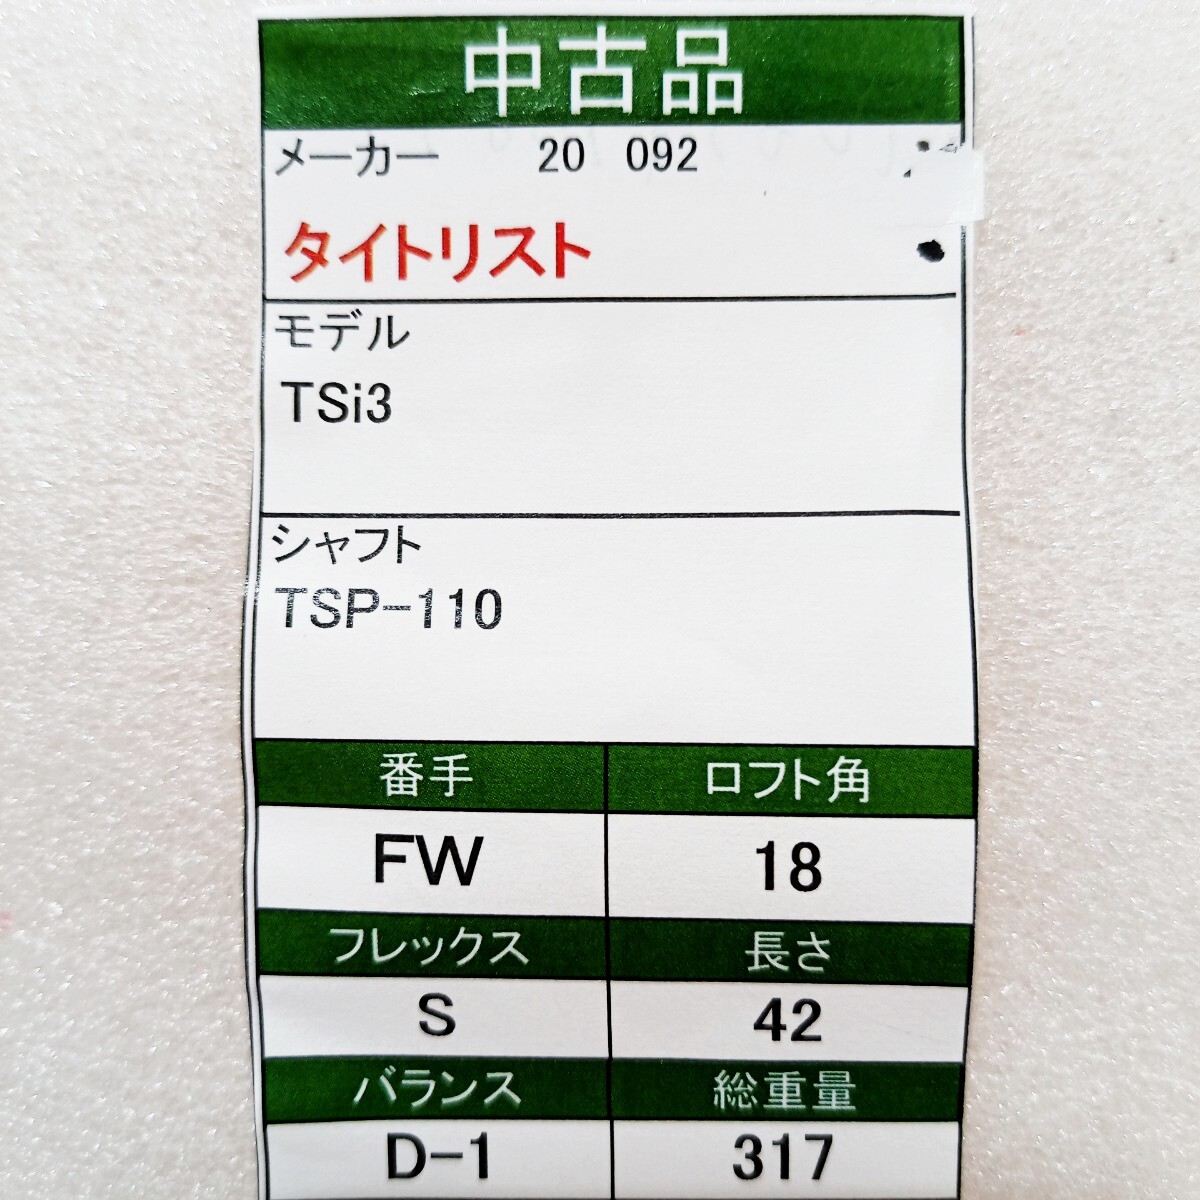 中古品
メーカー 20 092
タイトリスト
モデル
TSi3
シャフト
TSP-110
番手 ロフト角
FW 18
フレックス 長さ
S 42
バランス 総重量
D-1 317